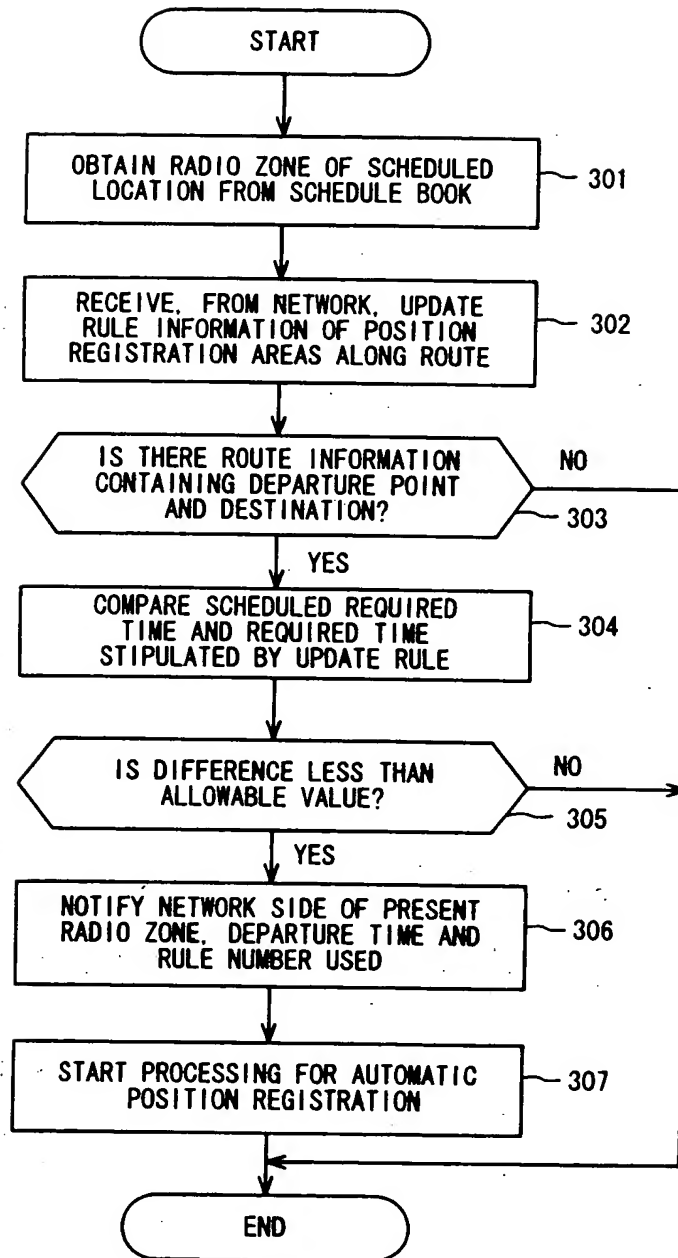 START
OBTAIN RADIO ZONE OF SCHEDULED
LOCATION FROM SCHEDULE BOOK
301
RECEIVE, FROM NETWORK, UPDATE
RULE INFORMATION OF POSITION
REGISTRATION AREAS ALONG ROUTE
302
IS THERE ROUTE INFORMATION
CONTAINING DEPARTURE POINT
AND DESTINATION?
NO
303
YES
COMPARE SCHEDULED REQUIRED
TIME AND REQUIRED TIME
STIPULATED BY UPDATE RULE
304
IS DIFFERENCE LESS THAN
ALLOWABLE VALUE?
NO
305
YES
NOTIFY NETWORK SIDE OF PRESENT
RADIO ZONE, DEPARTURE TIME AND
RULE NUMBER USED
306
START PROCESSING FOR AUTOMATIC
POSITION REGISTRATION
307
END